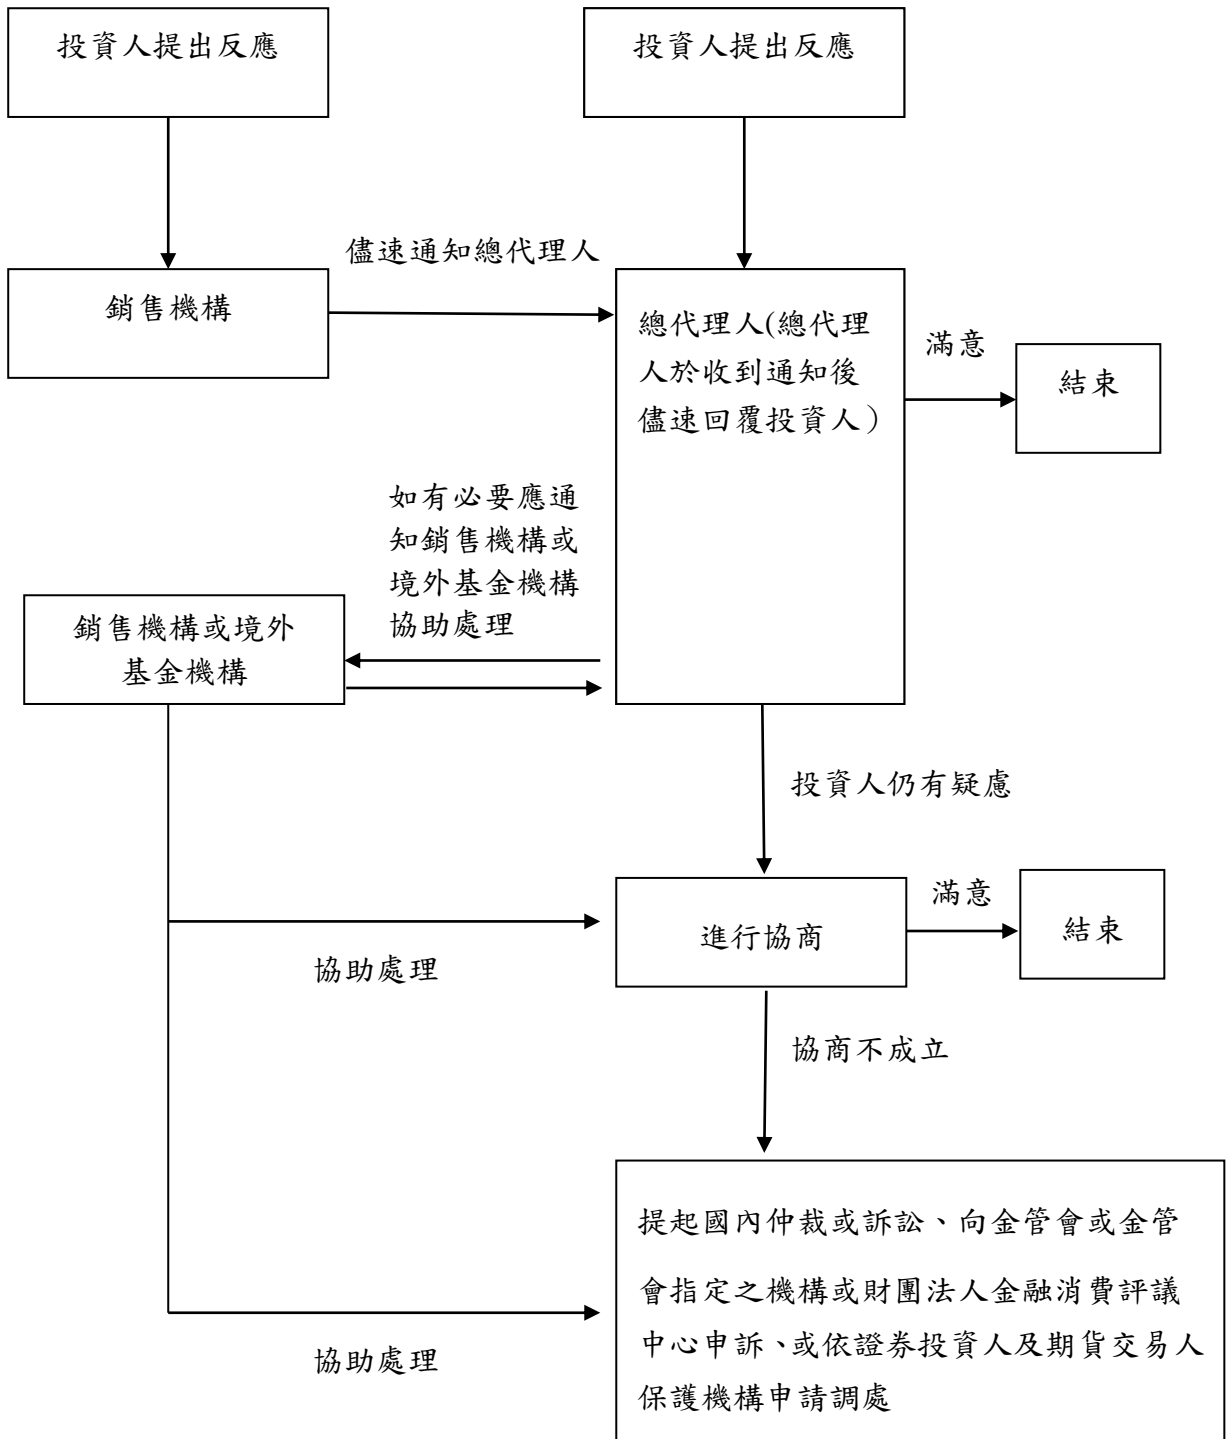 投資人提出反應
投資人提出反應
儘速通知總代理人
銷售機構
總代理人(總代理
人於收到通知後
儘速回覆投資人)
滿意
結束
如有必要應通
知銷售機構或
境外基金機構
協助處理
銷售機構或境外
基金機構
投資人仍有疑慮
進行協商
滿意
結束
協助處理
協商不成立
提起國內仲裁或訴訟、向金管會或金管
會指定之機構或財團法人金融消費評議
中心申訴、或依證券投資人及期貨交易人
保護機構申請調處
協助處理